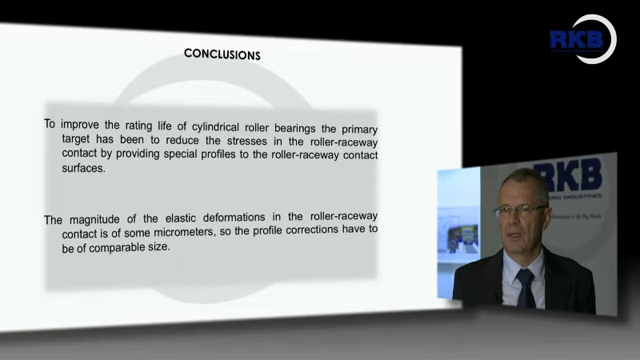 RKB
CONCLUSIONS
To improve the rating life of cylindrical roller bearings the primary
target has been to reduce the stresses in the roller-raceway
contact by providing special profiles to the roller-raceway contact
surfaces.
The magnitude of the elastic deformations in the roller-raceway
contact is of some micrometers, so the profile corrections have to
be of comparable size.
RKB